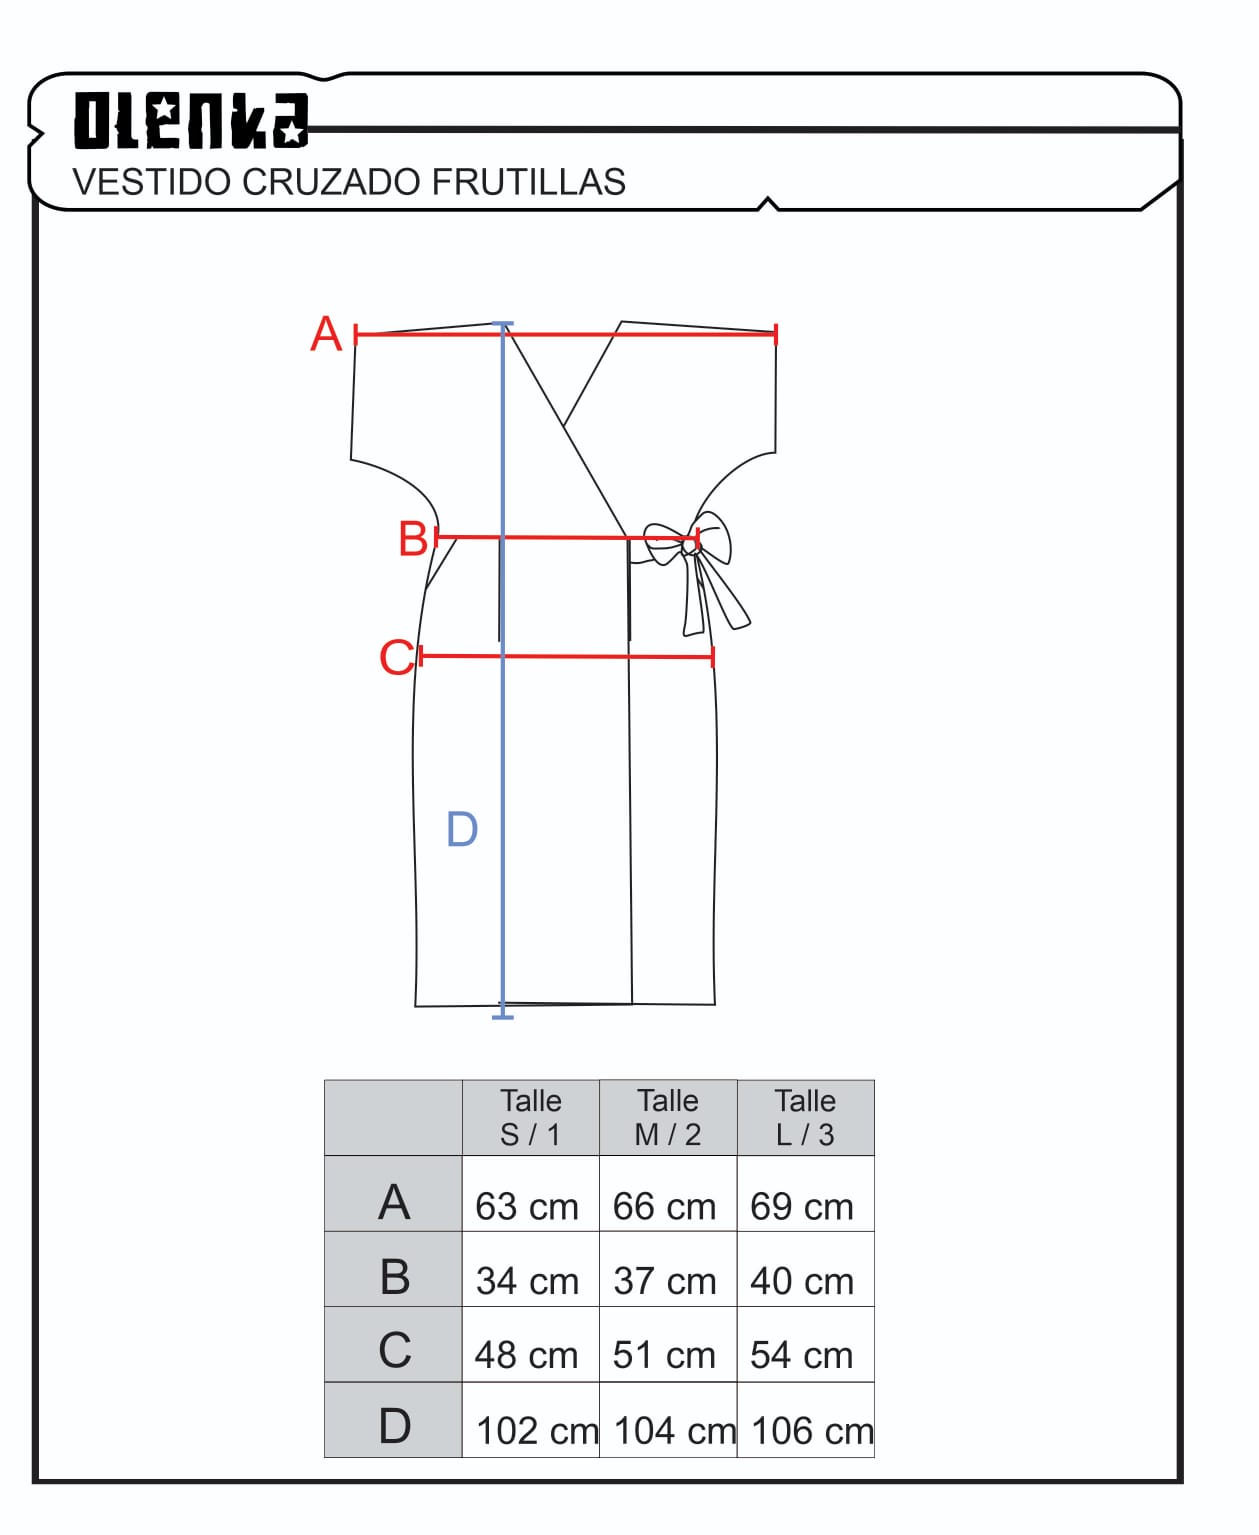 OLENKA
VESTIDO CRUZADO FRUTILLAS
A
B
C
D
Talle S / 1 Talle M / 2 Talle L / 3
A 63 cm 66 cm 69 cm
B 34 cm 37 cm 40 cm
C 48 cm 51 cm 54 cm
D 102 cm 104 cm 106 cm